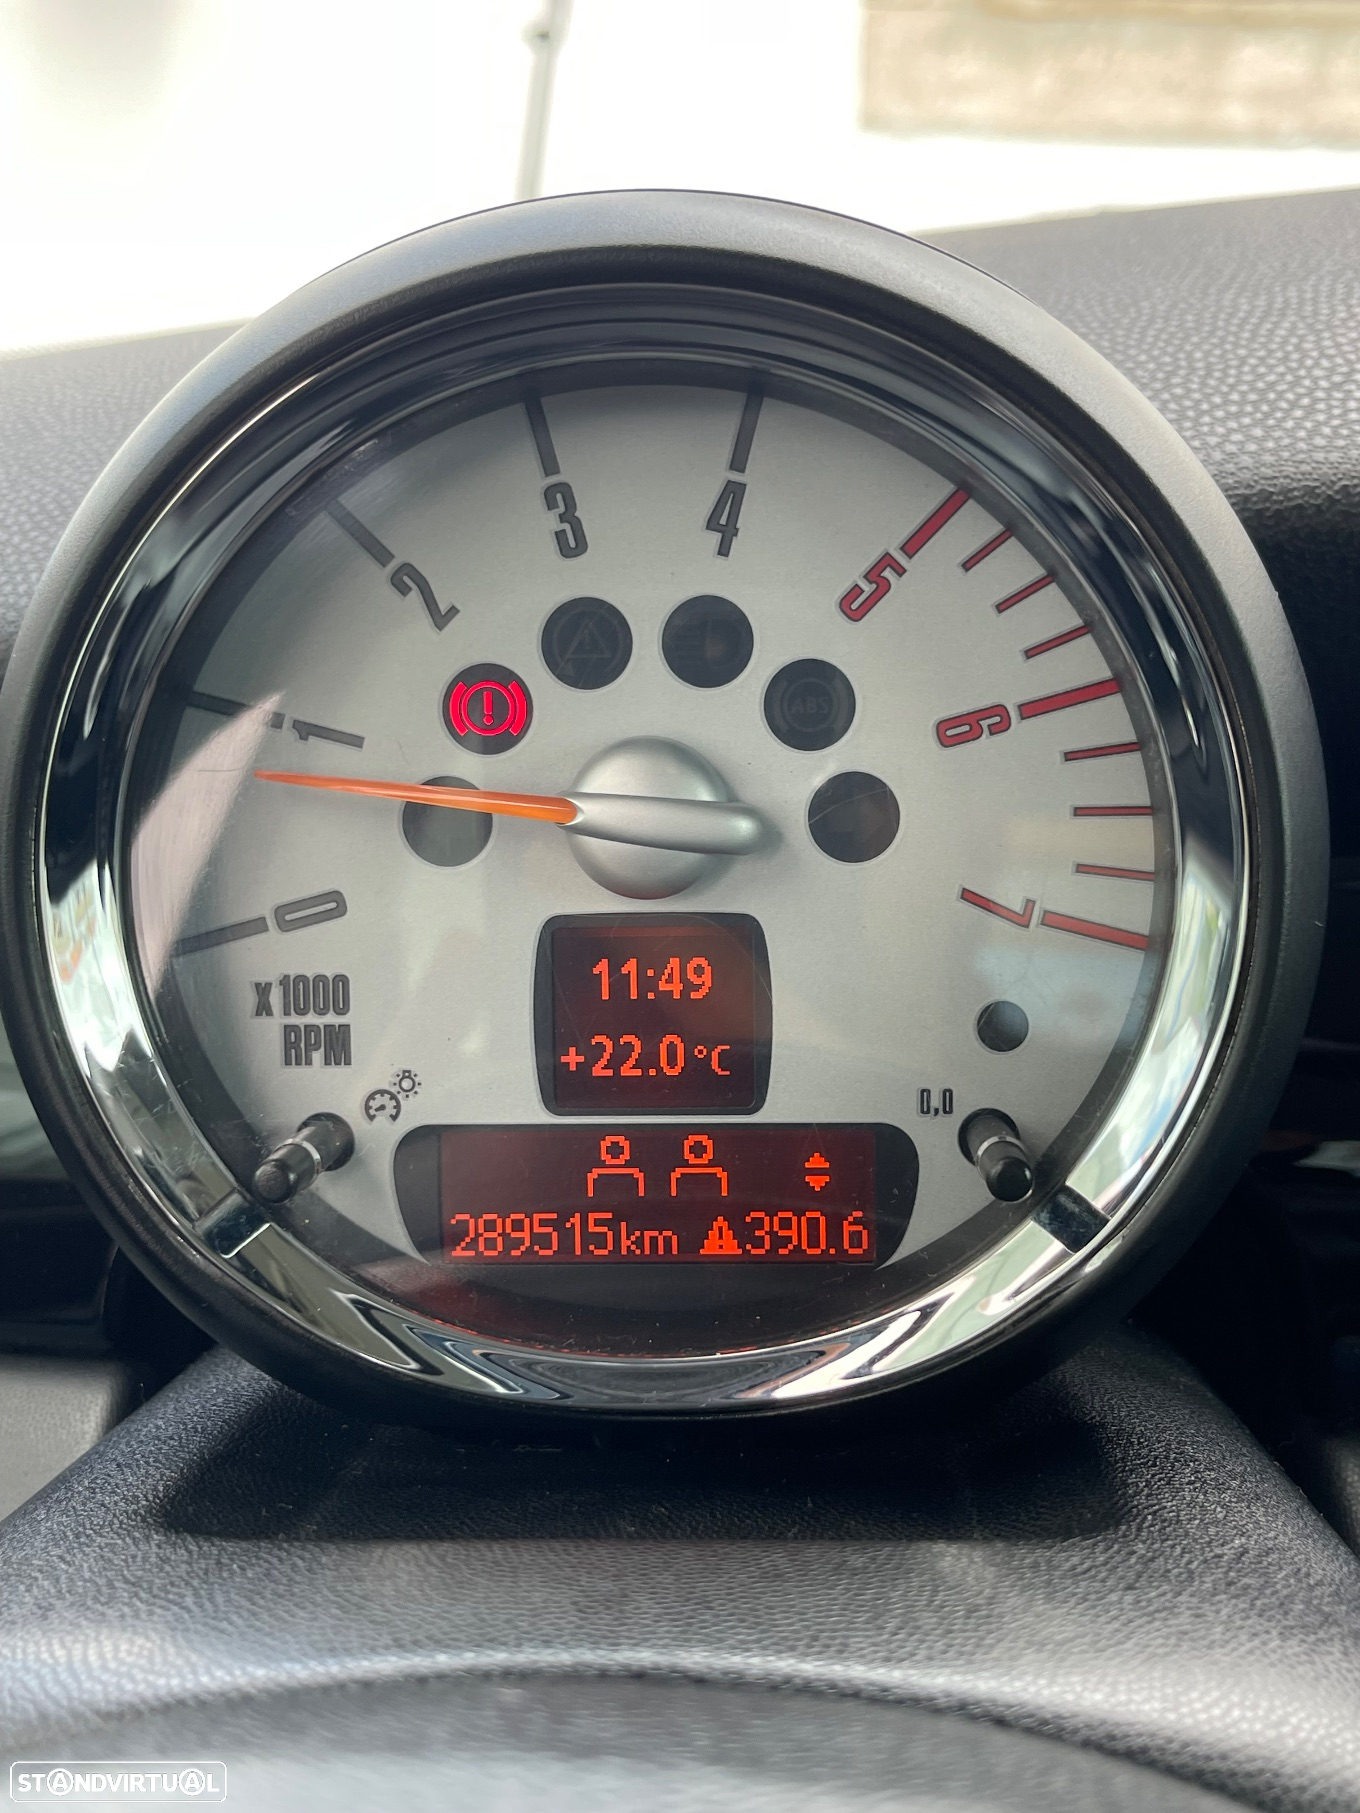 3 4
2 5
ABS
1 6
0 7
x1000
RPM
11:49
+22.0°C
0,0
289515km 390.6
STANDVIRTUAL